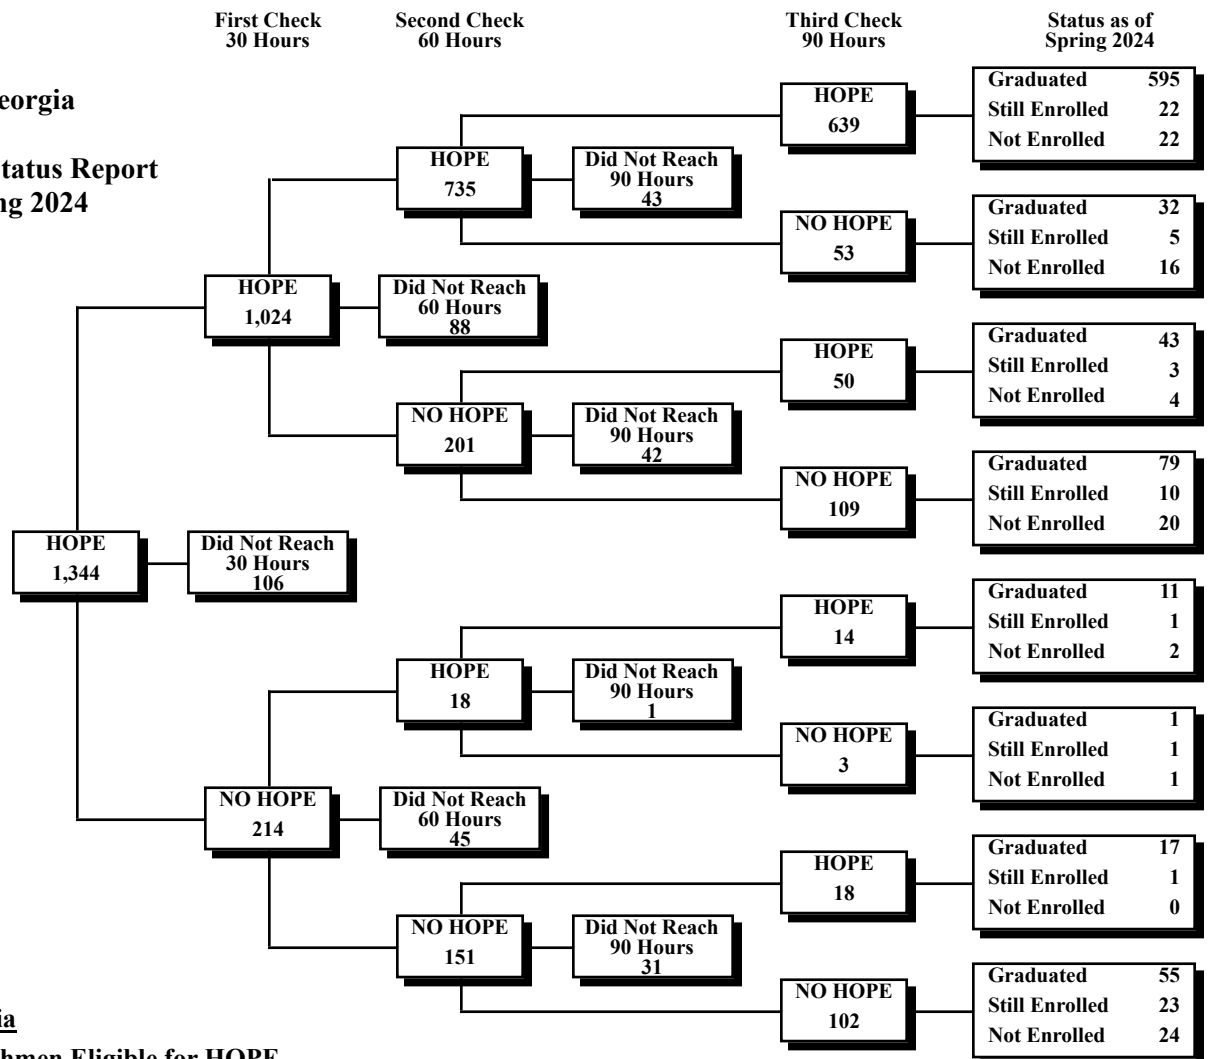 First Check
30 Hours
Second Check
60 Hours
Third Check
90 Hours
Status as of
Spring 2024
eorgia
tatus Report
ng 2024
HOPE
1,344
Did Not Reach
30 Hours
106
HOPE
1,024
Did Not Reach
60 Hours
88
NO HOPE
214
Did Not Reach
60 Hours
45
HOPE
735
Did Not Reach
90 Hours
43
NO HOPE
201
Did Not Reach
90 Hours
42
HOPE
18
Did Not Reach
90 Hours
1
NO HOPE
151
Did Not Reach
90 Hours
31
HOPE
639
Graduated 595
Still Enrolled 22
Not Enrolled 22
NO HOPE
53
Graduated 32
Still Enrolled 5
Not Enrolled 16
HOPE
50
Graduated 43
Still Enrolled 3
Not Enrolled 4
NO HOPE
109
Graduated 79
Still Enrolled 10
Not Enrolled 20
HOPE
14
Graduated 11
Still Enrolled 1
Not Enrolled 2
NO HOPE
3
Graduated 1
Still Enrolled 1
Not Enrolled 1
HOPE
18
Graduated 17
Still Enrolled 1
Not Enrolled 0
NO HOPE
102
Graduated 55
Still Enrolled 23
Not Enrolled 24
ia
hmen Eligible for HOPE